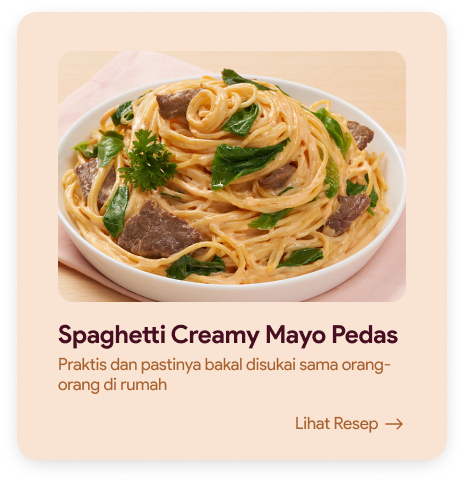 Spaghetti Creamy Mayo Pedas
Praktis dan pastinya bakal disukai sama orang-
orang di rumah
Lihat Resep →